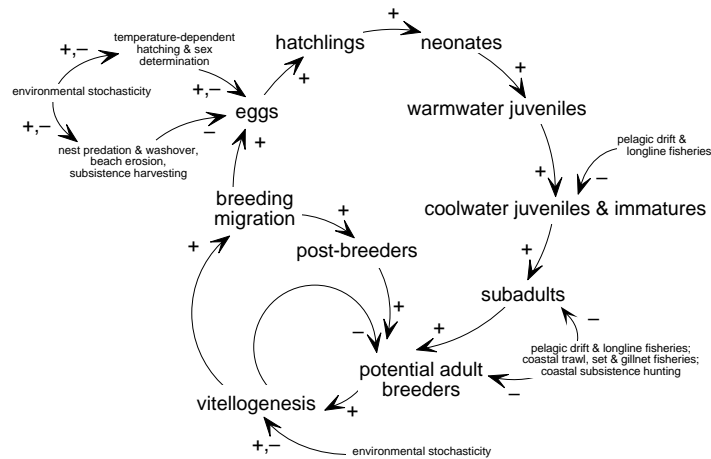 temperature-dependent
hatching & sex
determination
+,–
environmental stochasticity
+,–
nest predation & washover,
beach erosion,
subsistence harvesting
+,–
–
eggs
+
hatchlings
+
neonates
+
warmwater juveniles
+
pelagic drift
& longline fisheries
–
coolwater juveniles & immatures
+
subadults
–
pelagic drift & longline fisheries;
coastal trawl, set & gillnet fisheries;
coastal subsistence hunting
–
+
potential adult
breeders
+
vitellogenesis
+,–
environmental stochasticity
–
+
breeding
migration
+
+
post-breeders
+